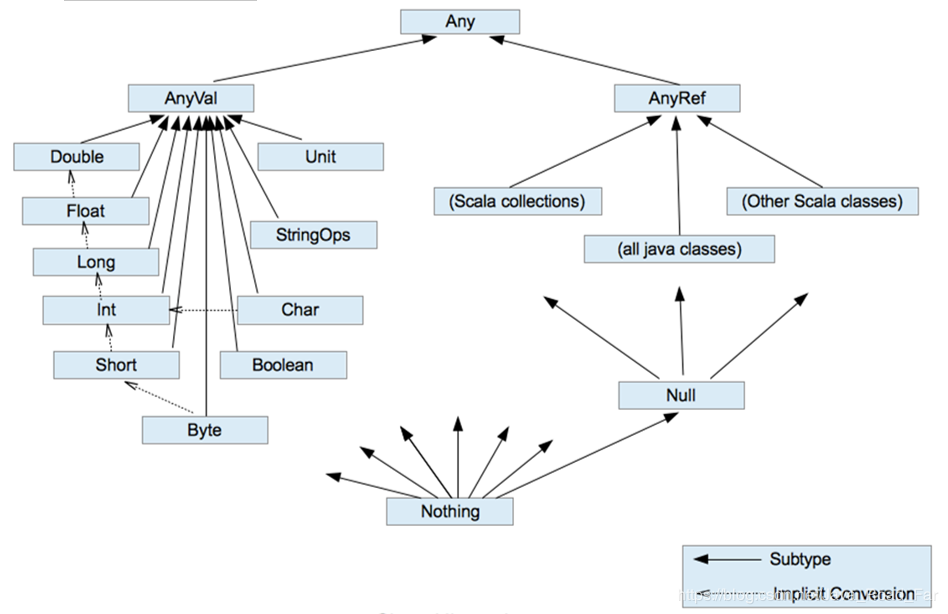 Any
AnyVal
AnyRef
Double
Unit
Float
(Scala collections)
(Other Scala classes)
StringOps
(all java classes)
Long
Int
Char
Short
Boolean
Null
Byte
Nothing
Subtype
Implicit Conversion